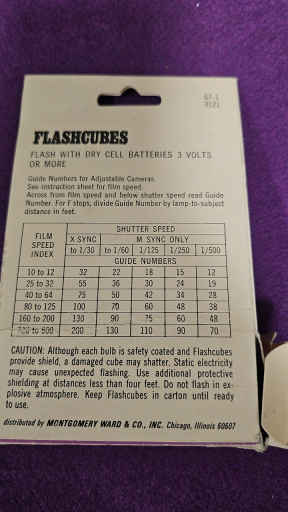 67-1
9121
FLASHCUBES
FLASH WITH DRY CELL BATTERIES 3 VOLTS
OR MORE
Guide Numbers for Adjustable Cameras.
See instruction sheet for film speed.
Across from film speed and below shutter speed read Guide
Number. For F stops, divide Guide Number by lamp-to-subject
distance in feet.
FILM SPEED INDEX SHUTTER SPEED
X SYNC M SYNC ONLY
to 1/30 to 1/60 1/125 1/250 1/500
GUIDE NUMBERS
10 to 12 32 22 18 15 12
25 to 32 55 36 30 24 19
40 to 64 75 50 42 34 28
80 to 125 100 70 60 48 38
160 to 200 130 90 75 60 48
to 500 200 130 110 90 70
CAUTION: Although each bulb is safety coated and Flashcubes
provide shield, a damaged cube may shatter. Static electricity
may cause unexpected flashing. Use additional protective
shielding at distances less than four feet. Do not flash in ex-
plosive atmosphere. Keep Flashcubes in carton until ready
to use.
distributed by MONTGOMERY WARD & CO., INC. Chicago, Illinois 60607